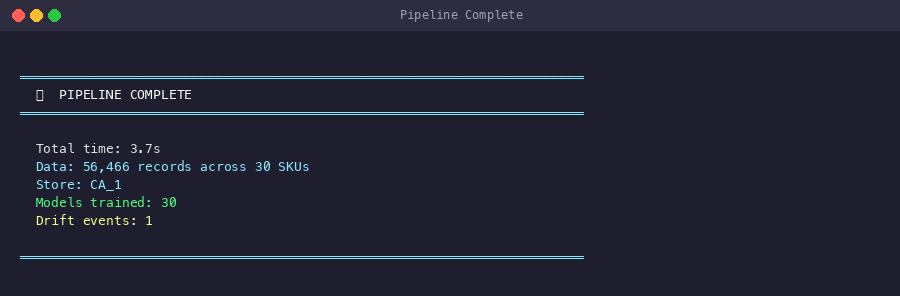 Pipeline Complete
PIPELINE COMPLETE
Total time: 3.7s
Data: 56,466 records across 30 SKUs
Store: CA_1
Models trained: 30
Drift events: 1